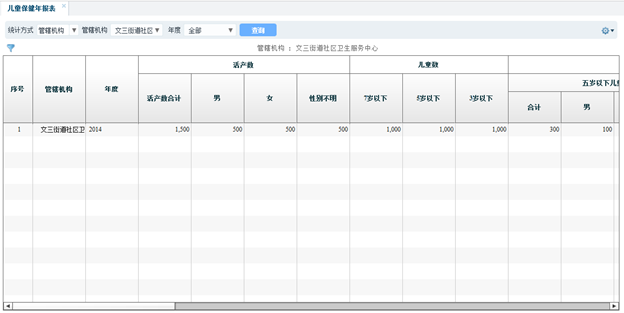 儿童保健年报表
统计方式 管辖机构 管辖机构 文三街道社区 年度 全部 查询
管辖机构 : 文三街道社区卫生服务中心
活产数 儿童数
五岁以下儿
序号 管辖机构 年度
活产数合计 男 女 性别不明 7岁以下 5岁以下 3岁以下 合计 男
1 文三街道社区卫 2014 1,500 500 500 500 1,000 1,000 1,000 300 100